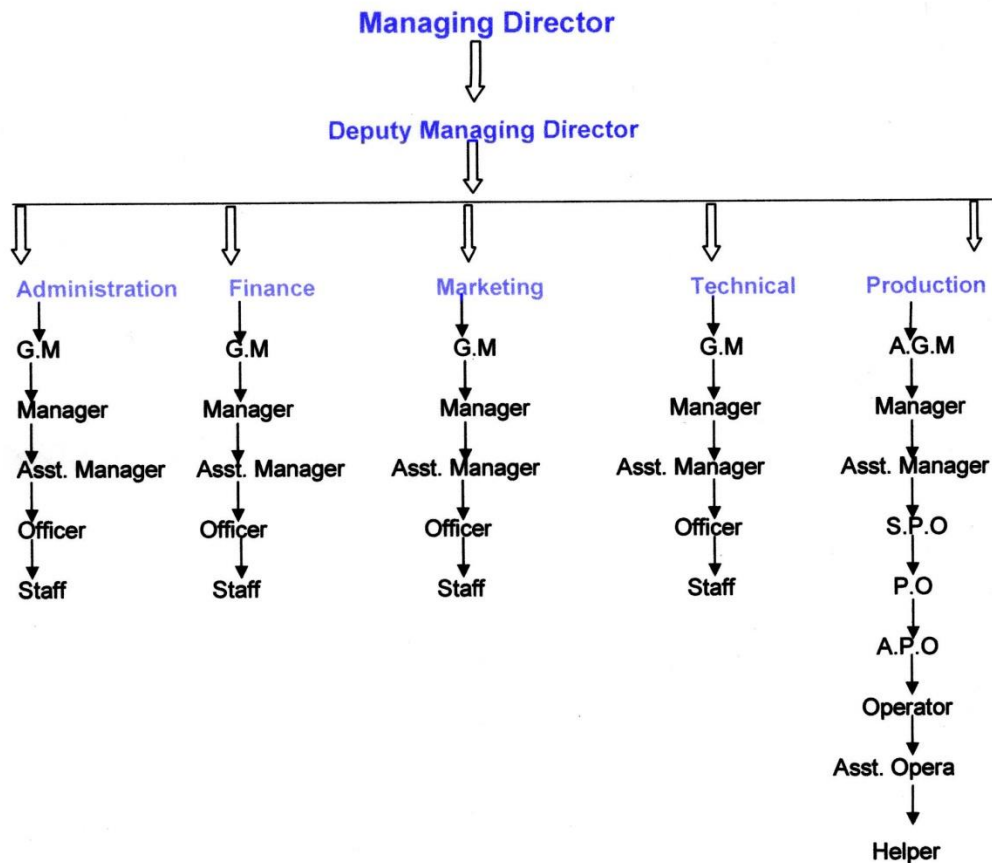 Managing Director
Deputy Managing Director
Administration Finance Marketing Technical Production
G.M G.M G.M G.M A.G.M
Manager Manager Manager Manager Manager
Asst. Manager Asst. Manager Asst. Manager Asst. Manager Asst. Manager
Officer Officer Officer Officer S.P.O
Staff Staff Staff Staff P.O
A.P.O
Operator
Asst. Opera
Helper